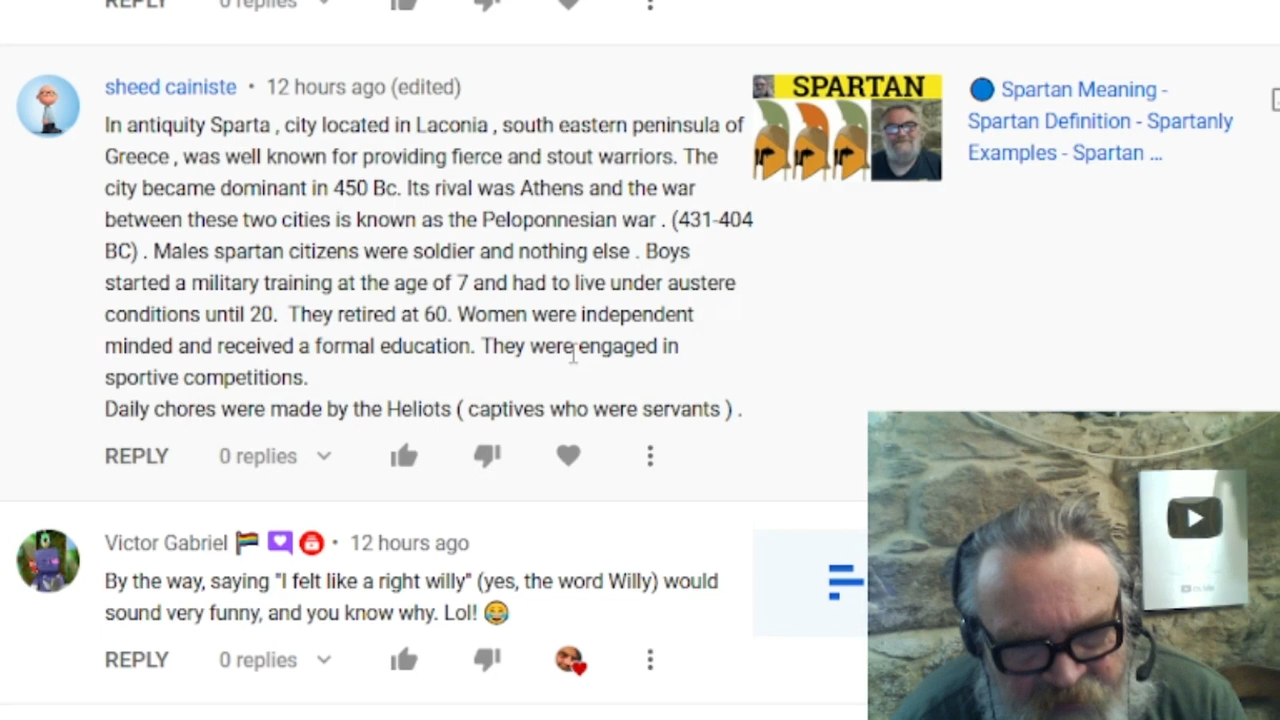 REPLY 0 replies
sheed cainiste • 12 hours ago (edited)
In antiquity Sparta , city located in Laconia , south eastern peninsula of
Greece , was well known for providing fierce and stout warriors. The
city became dominant in 450 Bc. Its rival was Athens and the war
between these two cities is known as the Peloponnesian war . (431-404
BC) . Males spartan citizens were soldier and nothing else . Boys
started a military training at the age of 7 and had to live under austere
conditions until 20. They retired at 60. Women were independent
minded and received a formal education. They were engaged in
sportive competitions.
Daily chores were made by the Heliots ( captives who were servants ) .
SPARTAN
Spartan Meaning -
Spartan Definition - Spartanly
Examples - Spartan ...
REPLY 0 replies
Victor Gabriel • 12 hours ago
By the way, saying "I felt like a right willy" (yes, the word Willy) would
sound very funny, and you know why. Lol! 😂
REPLY 0 replies